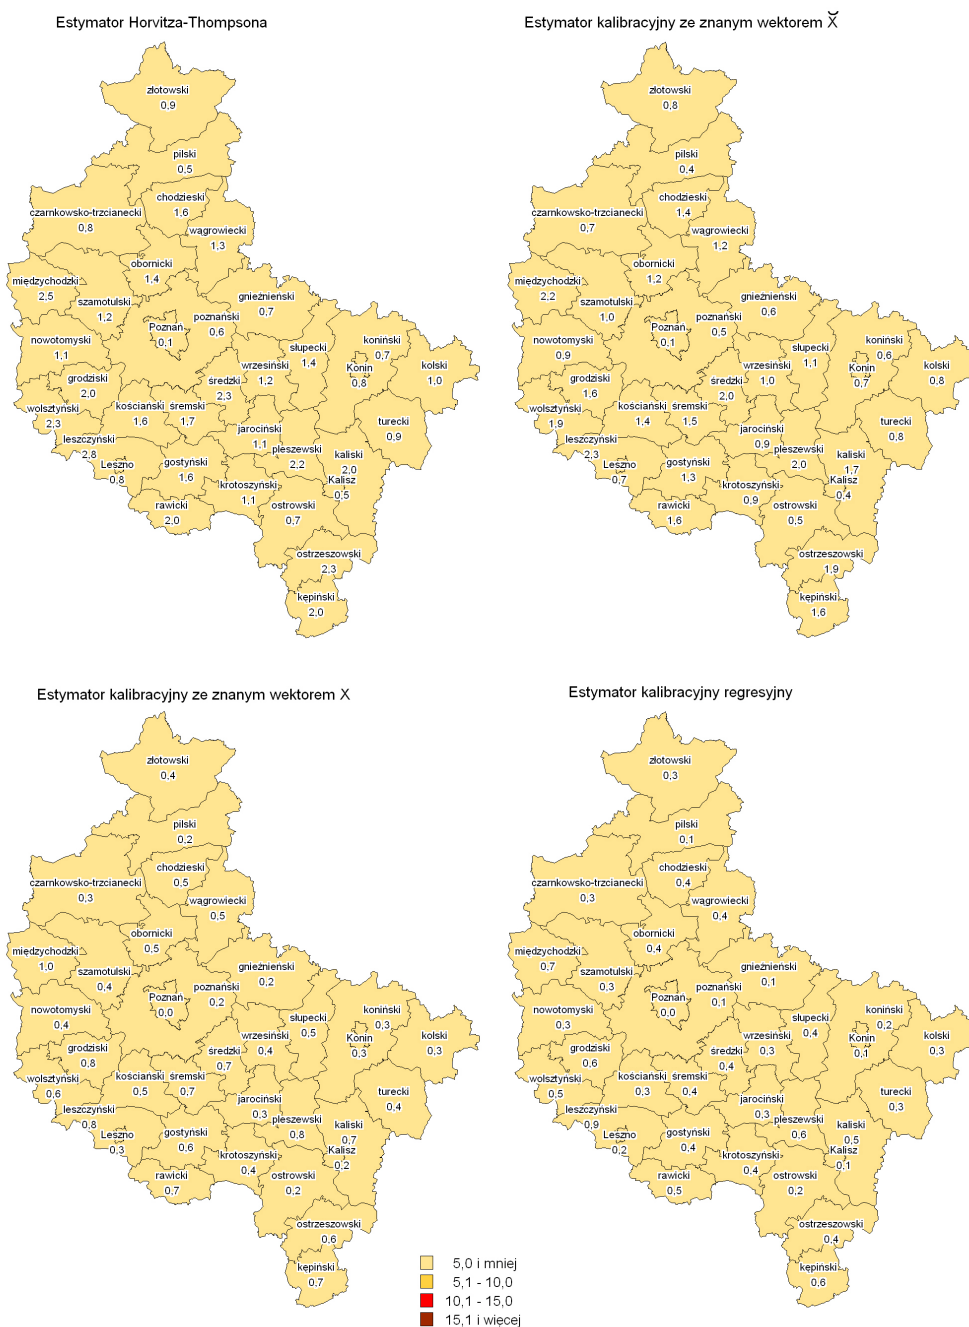 Estymator Horvitza-Thompsona
złotowski
0,9
pilski
0,5
chodzieski
1,6
czarnkowsko-trzcianecki
0,8
wągrowiecki
1,3
obornicki
1,4
międzychodzki
2,5
szamotulski
1,2
gnieźnieński
0,7
poznański
0,6
Poznań
0,1
nowotomyski
1,1
słupecki
1,4
koniński
0,7
Konin
0,8
kolski
1,0
wrzesiński
1,2
grodziski
2,0
średzki
2,3
wolsztyński
2,3
kościański
1,6
śremski
1,7
turecki
0,9
jarociński
1,1
leszczyński
2,8
pleszewski
2,2
kaliski
2,0
Leszno
0,8
gostyński
1,6
Kalisz
0,5
krotoszyński
1,1
rawicki
2,0
ostrowski
0,7
ostrzeszowski
2,3
kępiński
2,0
Estymator kalibracyjny ze znanym wektorem X̆
złotowski
0,8
pilski
0,4
chodzieski
1,4
czarnkowsko-trzcianecki
0,7
wągrowiecki
1,2
obornicki
1,2
międzychodzki
2,2
szamotulski
1,0
gnieźnieński
0,6
poznański
0,5
Poznań
0,1
nowotomyski
0,9
słupecki
1,1
koniński
0,6
Konin
0,7
kolski
0,8
wrzesiński
1,0
grodziski
1,6
średzki
2,0
wolsztyński
1,9
kościański
1,4
śremski
1,5
turecki
0,8
jarociński
0,9
leszczyński
2,3
pleszewski
2,0
kaliski
1,7
Leszno
0,7
gostyński
1,3
Kalisz
0,4
krotoszyński
0,9
rawicki
1,6
ostrowski
0,5
ostrzeszowski
1,9
kępiński
1,6
Estymator kalibracyjny ze znanym wektorem X
złotowski
0,4
pilski
0,2
chodzieski
0,5
czarnkowsko-trzcianecki
0,3
wągrowiecki
0,5
obornicki
0,5
międzychodzki
1,0
szamotulski
0,4
gnieźnieński
0,2
poznański
0,2
Poznań
0,0
nowotomyski
0,4
słupecki
0,5
koniński
0,3
Konin
0,3
kolski
0,3
wrzesiński
0,4
grodziski
0,8
średzki
0,7
wolsztyński
0,6
kościański
0,5
śremski
0,7
turecki
0,4
jarociński
0,3
leszczyński
0,8
pleszewski
0,8
kaliski
0,7
Leszno
0,3
gostyński
0,6
Kalisz
0,2
krotoszyński
0,4
rawicki
0,7
ostrowski
0,2
ostrzeszowski
0,6
kępiński
0,7
Estymator kalibracyjny regresyjny
złotowski
0,3
pilski
0,1
chodzieski
0,4
czarnkowsko-trzcianecki
0,3
wągrowiecki
0,4
obornicki
0,4
międzychodzki
0,7
szamotulski
0,3
gnieźnieński
0,1
poznański
0,1
Poznań
0,0
nowotomyski
0,3
słupecki
0,4
koniński
0,2
Konin
0,1
kolski
0,3
wrzesiński
0,3
grodziski
0,6
średzki
0,4
wolsztyński
0,5
kościański
0,3
śremski
0,4
turecki
0,3
jarociński
0,3
leszczyński
0,9
pleszewski
0,6
kaliski
0,5
Leszno
0,2
gostyński
0,4
Kalisz
0,1
krotoszyński
0,4
rawicki
0,5
ostrowski
0,2
ostrzeszowski
0,4
kępiński
0,6
5,0 i mniej
5,1 - 10,0
10,1 - 15,0
15,1 i więcej